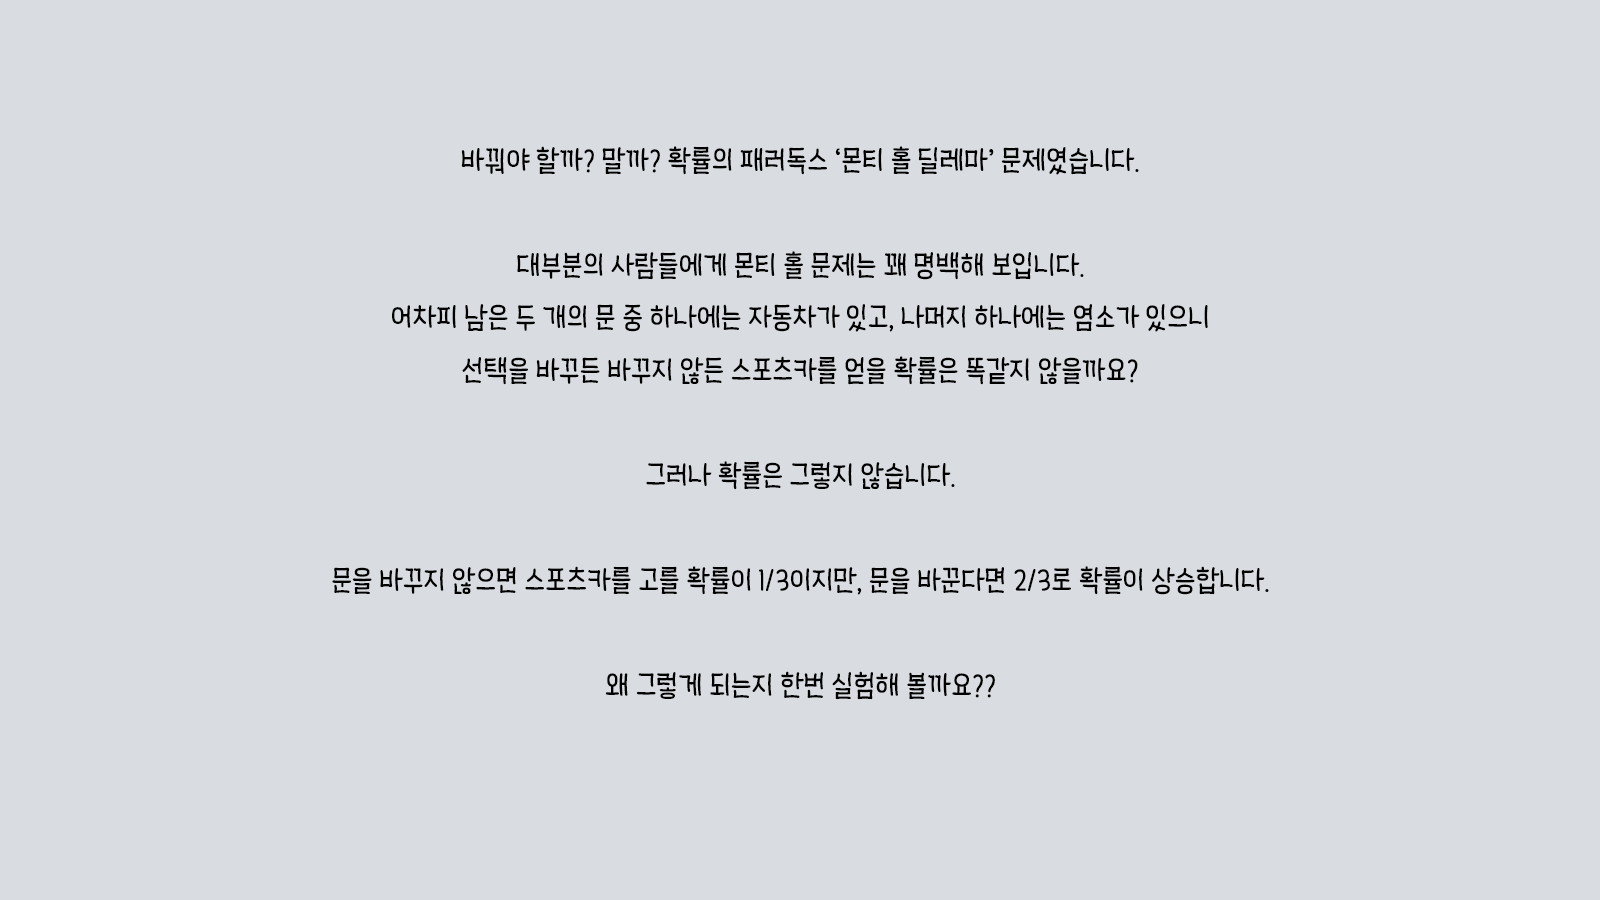 바꿔야 할까? 말까? 확률의 패러독스 ‘몬티 홀 딜레마’ 문제였습니다.
대부분의 사람들에게 몬티 홀 문제는 꽤 명백해 보입니다.
어차피 남은 두 개의 문 중 하나에는 자동차가 있고, 나머지 하나에는 염소가 있으니
선택을 바꾸든 바꾸지 않든 스포츠카를 얻을 확률은 똑같지 않을까요?
그러나 확률은 그렇지 않습니다.
문을 바꾸지 않으면 스포츠카를 고를 확률이 1/3이지만, 문을 바꾼다면 2/3로 확률이 상승합니다.
왜 그렇게 되는지 한번 실험해 볼까요??